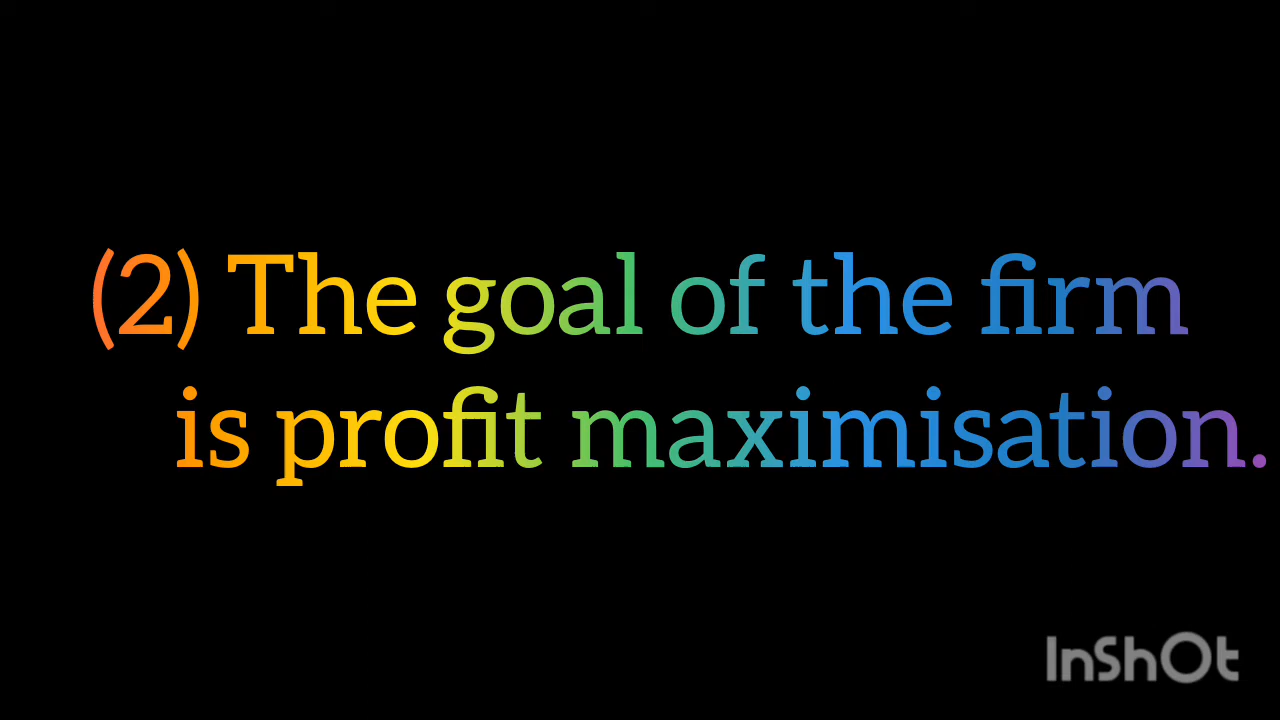 (2) The goal of the firm
is profit maximisation.
InShOt